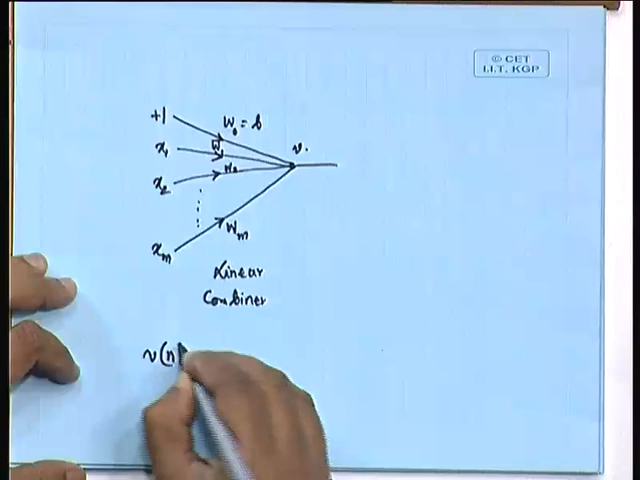 © CET
I.I.T. KGP
+1
w₀ = b
x₁
w₁
v.
x₂
w₂
xₘ
wₘ
Linear
Combiner
v(n)